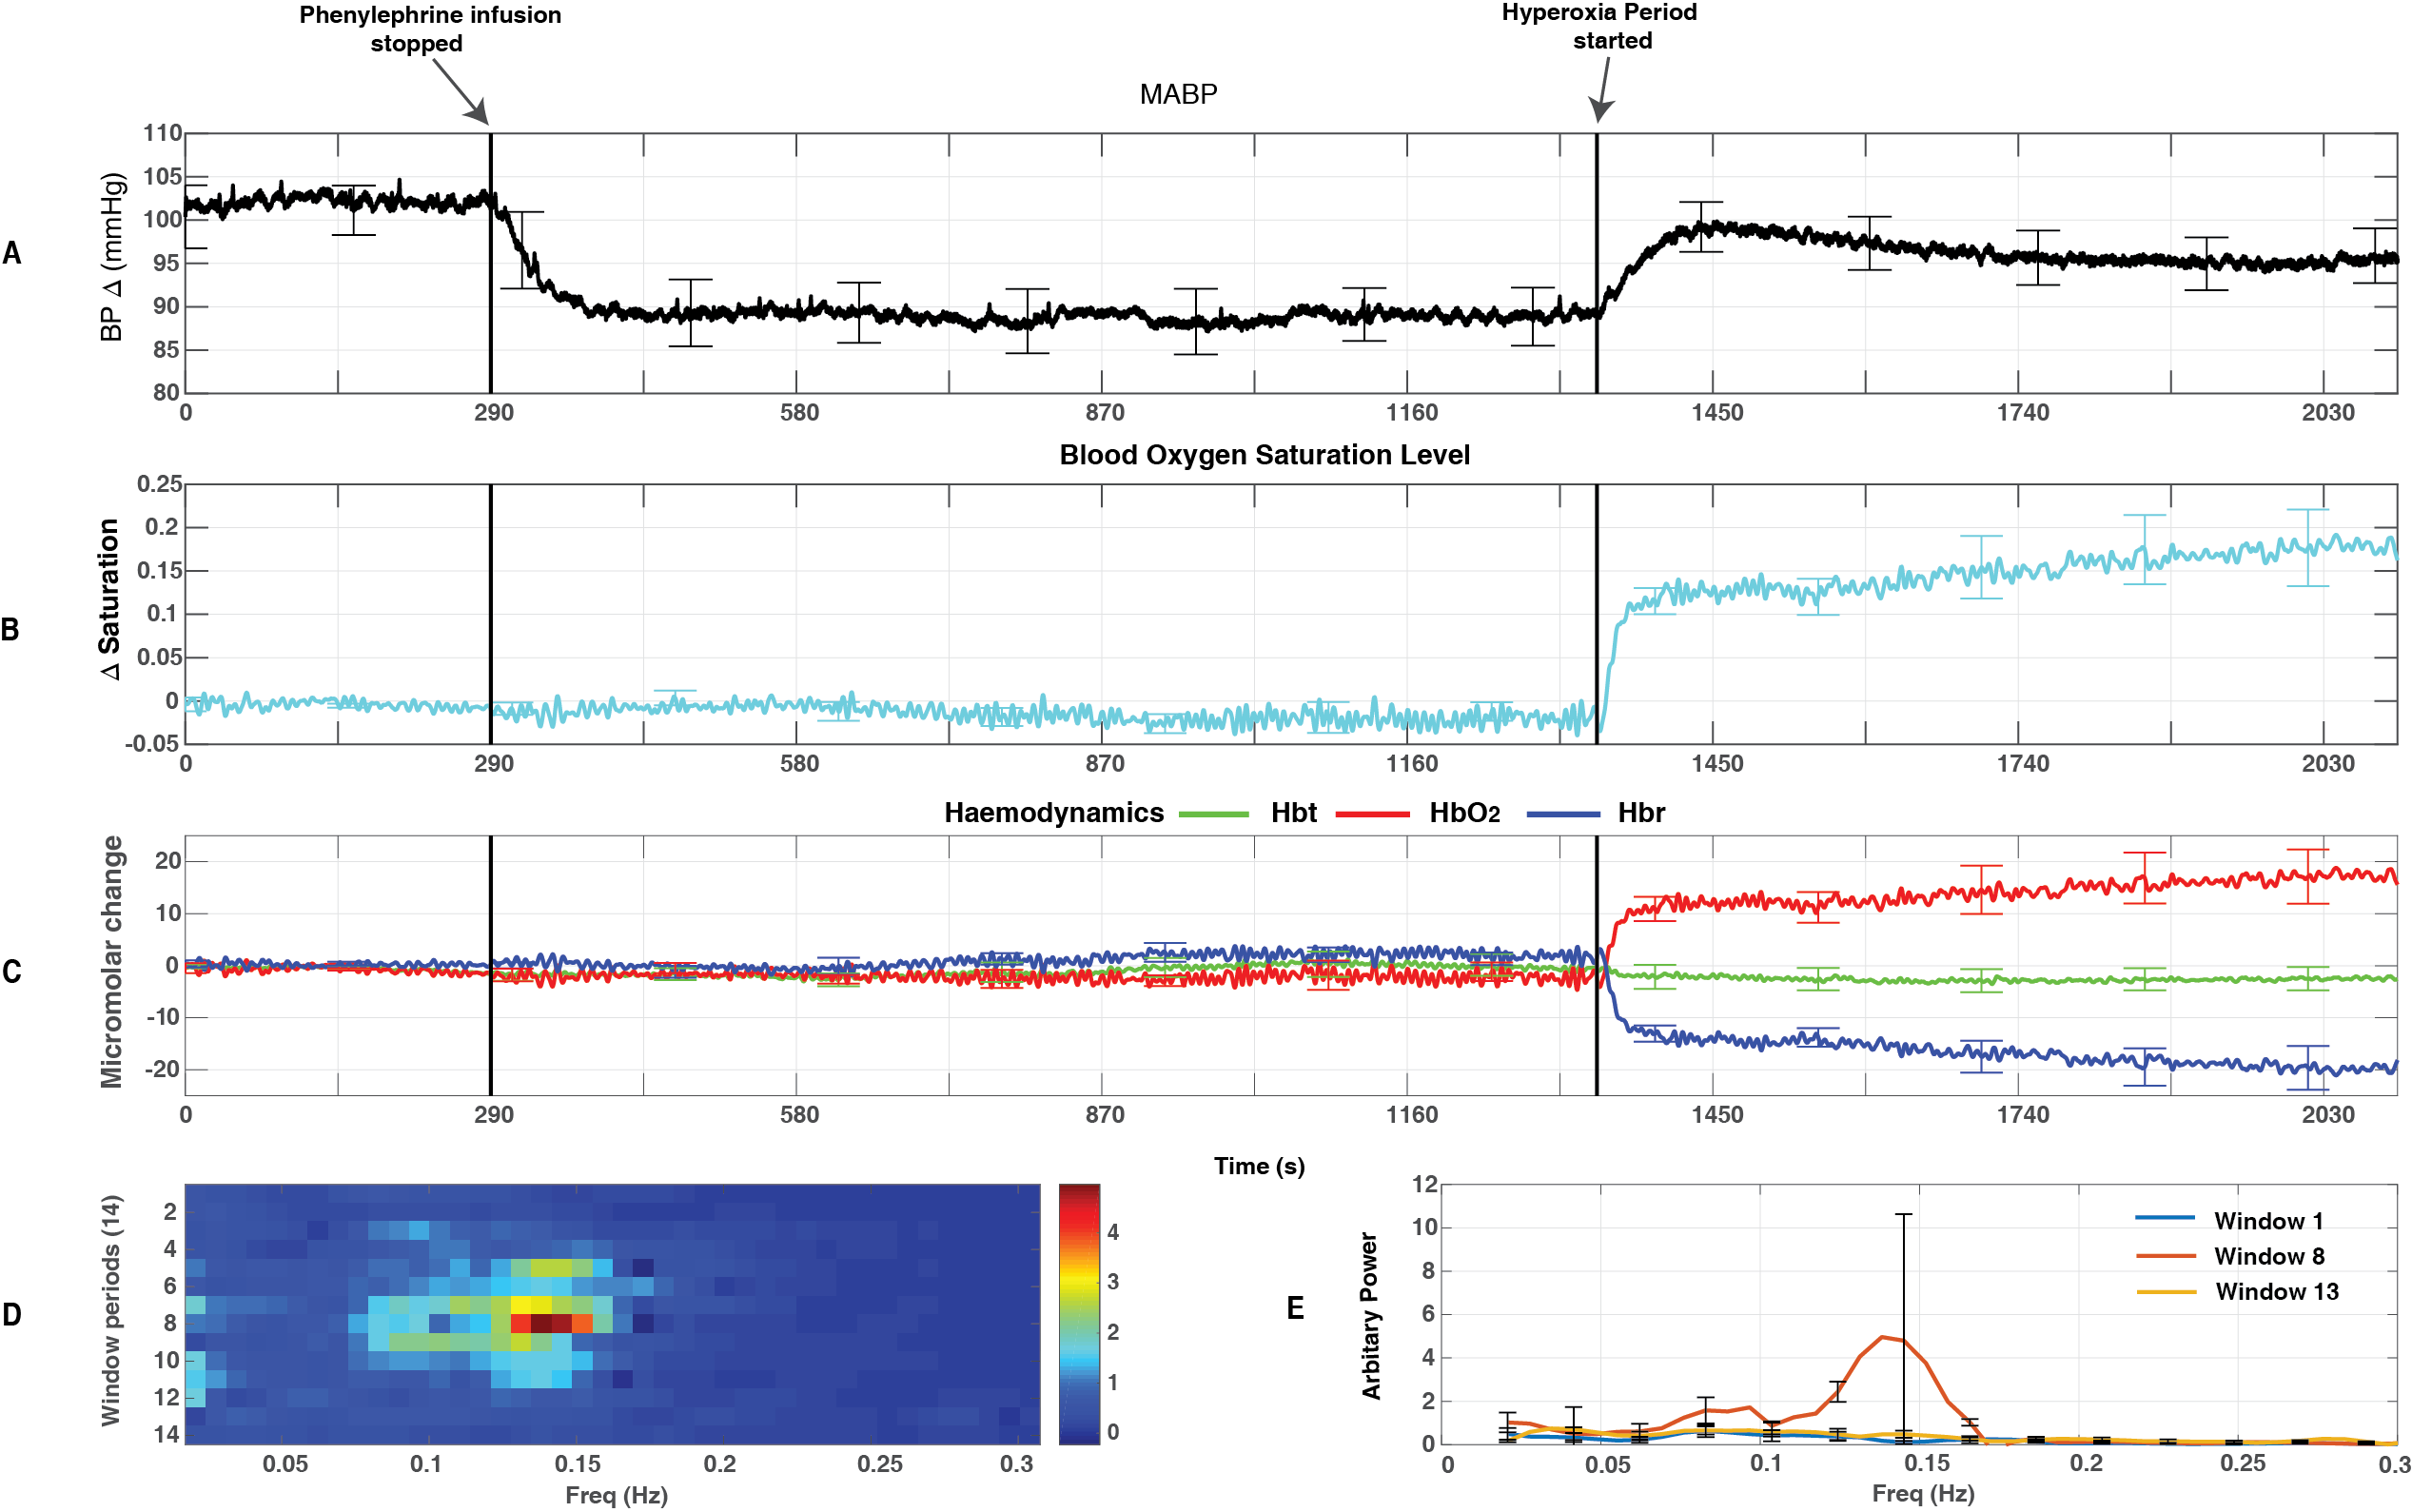 Phenylephrine infusion
stopped
Hyperoxia Period
started
MABP
A
BP Δ (mmHg)
110
105
100
95
90
85
80
0 290 580 870 1160 1450 1740 2030
Blood Oxygen Saturation Level
B
Δ Saturation
0.25
0.2
0.15
0.1
0.05
0
-0.05
0 290 580 870 1160 1450 1740 2030
Haemodynamics Hbt HbO2 Hbr
C
Micromolar change
20
10
0
-10
-20
0 290 580 870 1160 1450 1740 2030
Time (s)
D
Window periods (14)
2
4
6
8
10
12
14
0.05 0.1 0.15 0.2 0.25 0.3
Freq (Hz)
4
3
2
1
0
E
Arbitary Power
12
10
8
6
4
2
0
0 0.05 0.1 0.15 0.2 0.25 0.3
Freq (Hz)
Window 1
Window 8
Window 13